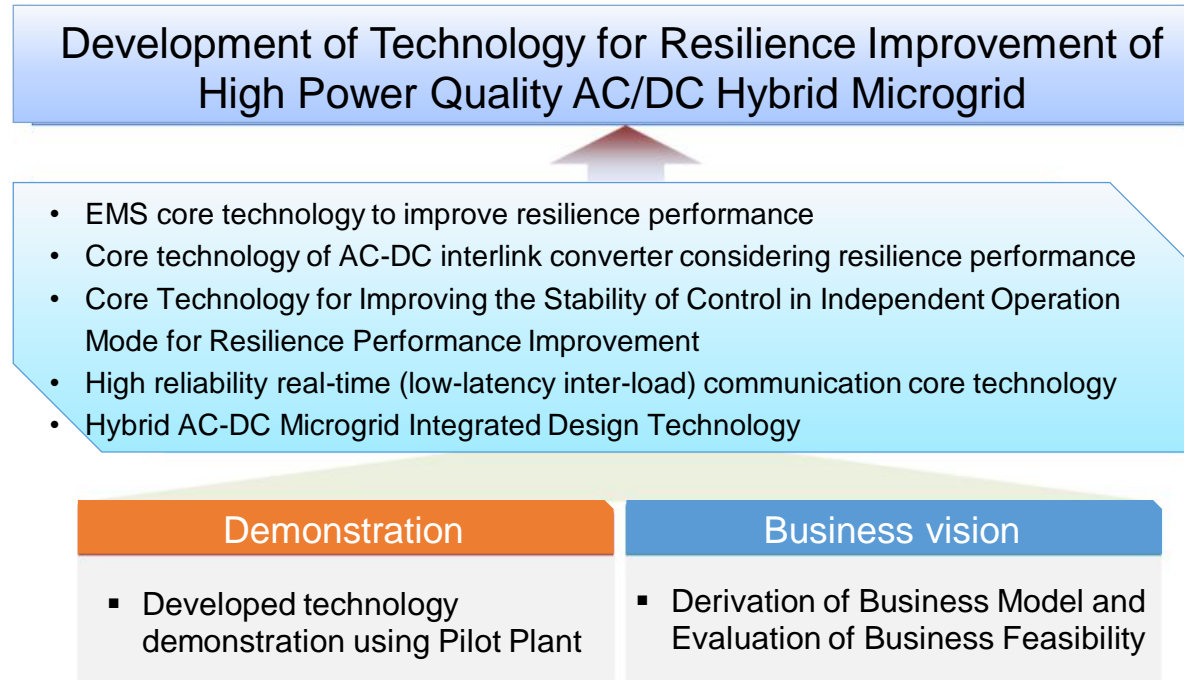 Development of Technology for Resilience Improvement of
High Power Quality AC/DC Hybrid Microgrid
• EMS core technology to improve resilience performance
• Core technology of AC-DC interlink converter considering resilience performance
• Core Technology for Improving the Stability of Control in Independent Operation
Mode for Resilience Performance Improvement
• High reliability real-time (low-latency inter-load) communication core technology
• Hybrid AC-DC Microgrid Integrated Design Technology
Demonstration
▪ Developed technology
demonstration using Pilot Plant
Business vision
▪ Derivation of Business Model and
Evaluation of Business Feasibility